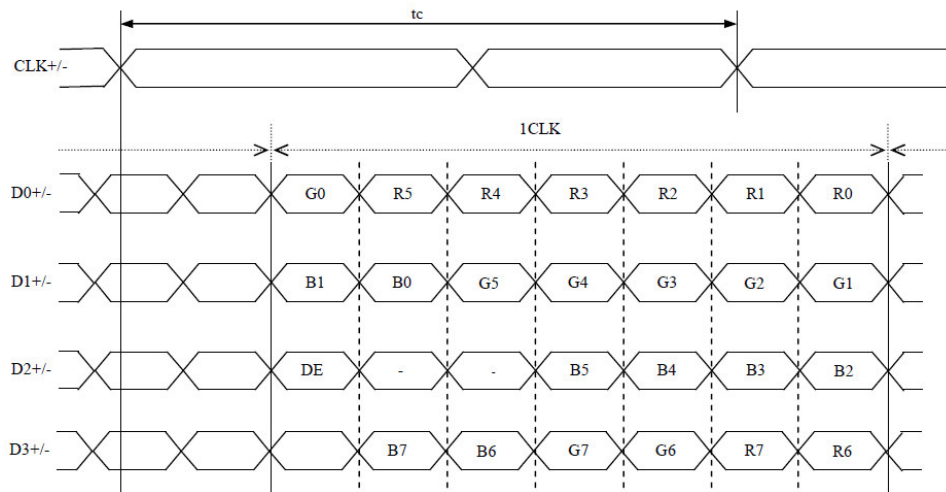 tc
CLK+/-
1CLK
D0+/- G0 R5 R4 R3 R2 R1 R0
D1+/- B1 B0 G5 G4 G3 G2 G1
D2+/- DE - - B5 B4 B3 B2
D3+/- B7 B6 G7 G6 R7 R6